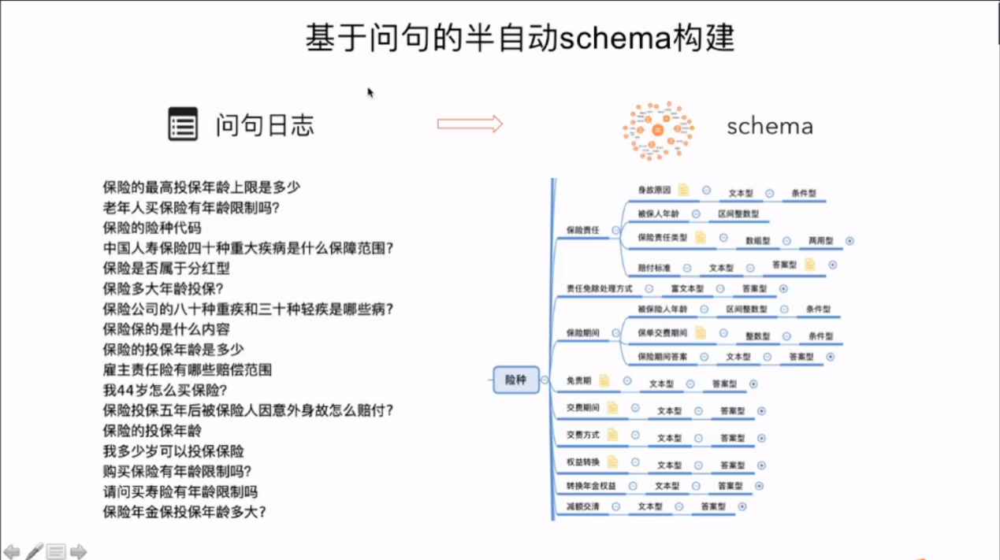 基于问句的半自动schema构建
问句日志
schema
保险的最高投保年龄上限是多少
老年人买保险有年龄限制吗?
保险的险种代码
中国人寿保险四十种重大疾病是什么保障范围?
保险是否属于分红型
保险多大年龄投保?
保险公司的八十种重疾和三十种轻疾是哪些病?
保险保的是什么内容
保险的投保年龄是多少
雇主责任险有哪些赔偿范围
我44岁怎么买保险?
保险投保五年后被保险人因意外身故怎么赔付?
保险的投保年龄
我多少岁可以投保保险
购买保险有年龄限制吗?
请问买寿险有年龄限制吗
保险年金保投保年龄多大?
险种
保险责任
身故原因 文本型 条件型
被保人年龄 区间整数型
保险责任类型 数组型 两用型
赔付标准 文本型 答案型
责任免除处理方式 富文本型 答案型
保险期间
被保险人年龄 区间整数型 条件型
保单交费期间 整数型 条件型
保险期间答案 文本型 答案型
免责期 文本型 答案型
交费期间 文本型 答案型
交费方式 文本型 答案型
权益转换 文本型 答案型
转换年金权益 文本型 答案型
减额交清 文本型 答案型